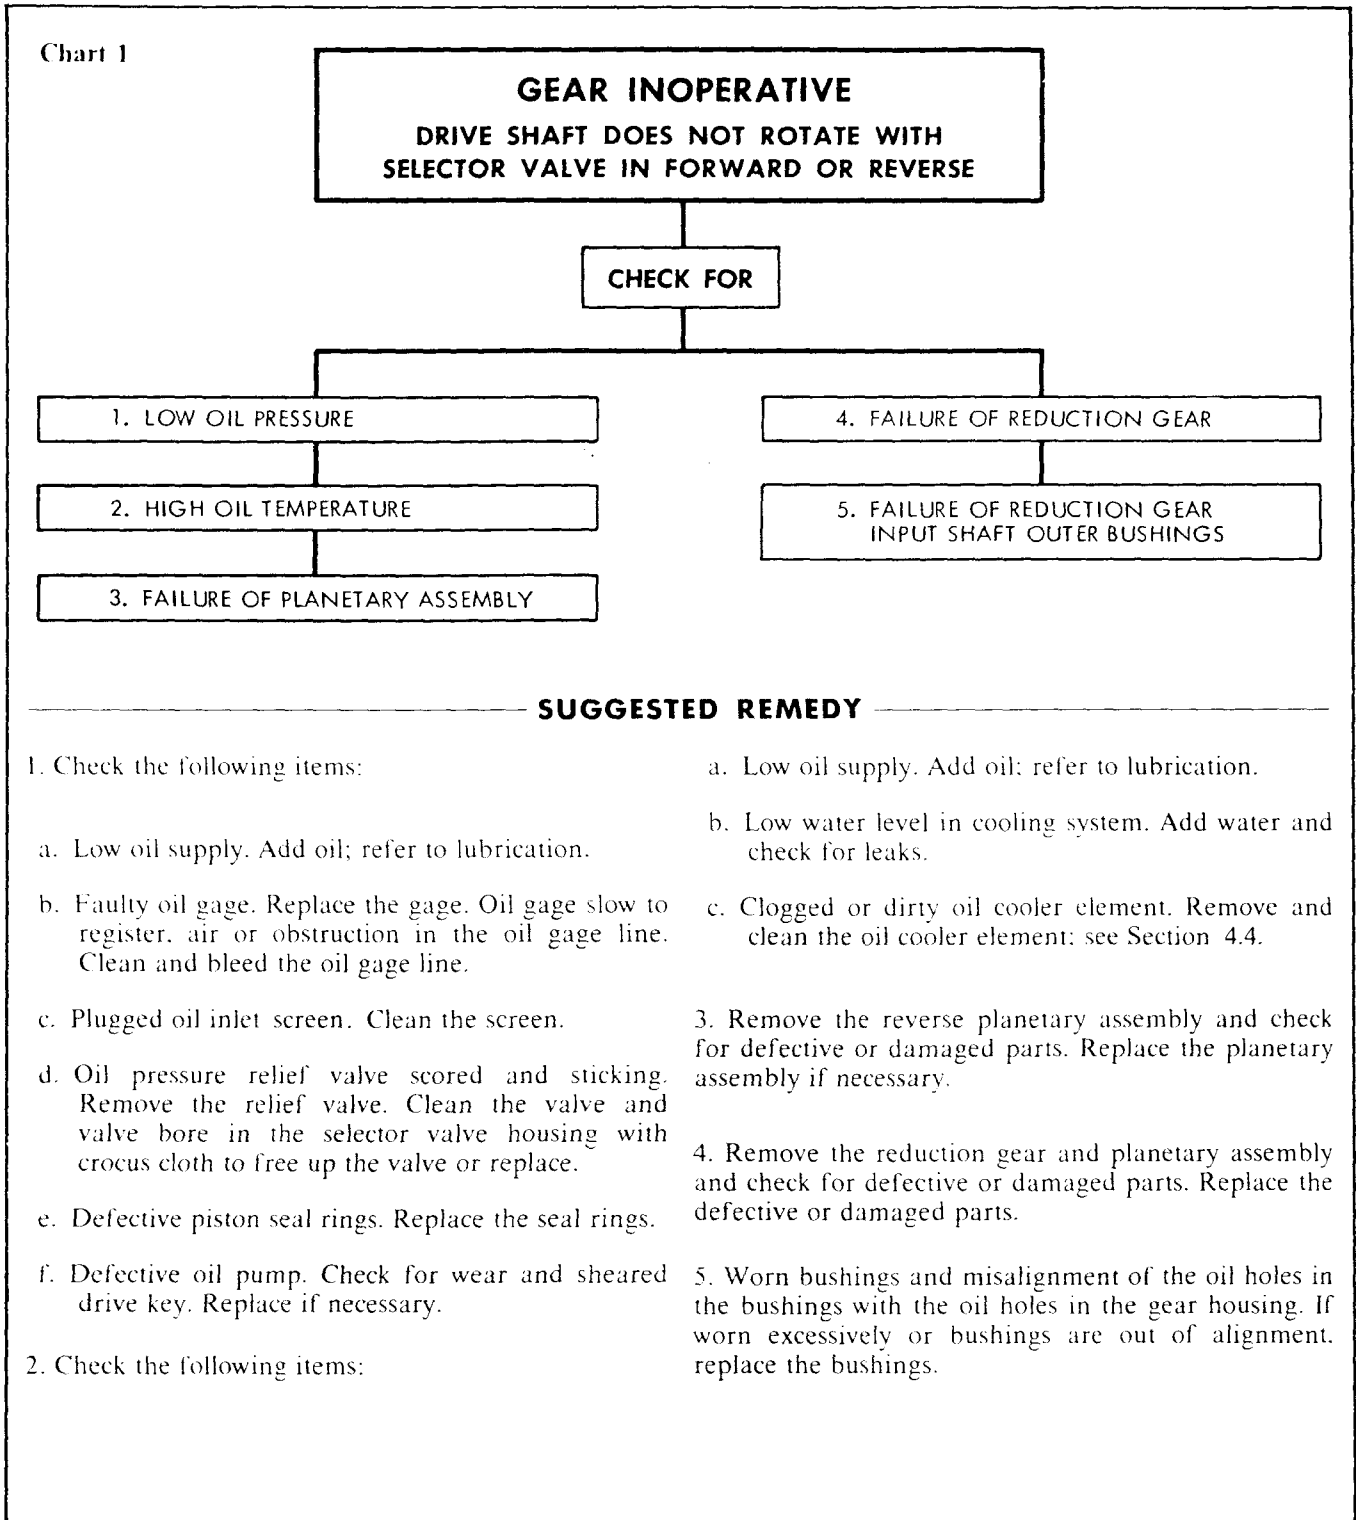 Chart 1
GEAR INOPERATIVE
DRIVE SHAFT DOES NOT ROTATE WITH
SELECTOR VALVE IN FORWARD OR REVERSE
CHECK FOR
1. LOW OIL PRESSURE
2. HIGH OIL TEMPERATURE
3. FAILURE OF PLANETARY ASSEMBLY
4. FAILURE OF REDUCTION GEAR
5. FAILURE OF REDUCTION GEAR
INPUT SHAFT OUTER BUSHINGS
SUGGESTED REMEDY
1. Check the following items:
a. Low oil supply. Add oil; refer to lubrication.
b. Faulty oil gage. Replace the gage. Oil gage slow to
register, air or obstruction in the oil gage line.
Clean and bleed the oil gage line.
c. Plugged oil inlet screen. Clean the screen.
d. Oil pressure relief valve scored and sticking.
Remove the relief valve. Clean the valve and
valve bore in the selector valve housing with
crocus cloth to free up the valve or replace.
e. Defective piston seal rings. Replace the seal rings.
f. Defective oil pump. Check for wear and sheared
drive key. Replace if necessary.
2. Check the following items:
a. Low oil supply. Add oil; refer to lubrication.
b. Low water level in cooling system. Add water and
check for leaks.
c. Clogged or dirty oil cooler element. Remove and
clean the oil cooler element; see Section 4.4.
3. Remove the reverse planetary assembly and check
for defective or damaged parts. Replace the planetary
assembly if necessary.
4. Remove the reduction gear and planetary assembly
and check for defective or damaged parts. Replace the
defective or damaged parts.
5. Worn bushings and misalignment of the oil holes in
the bushings with the oil holes in the gear housing. If
worn excessively or bushings are out of alignment,
replace the bushings.